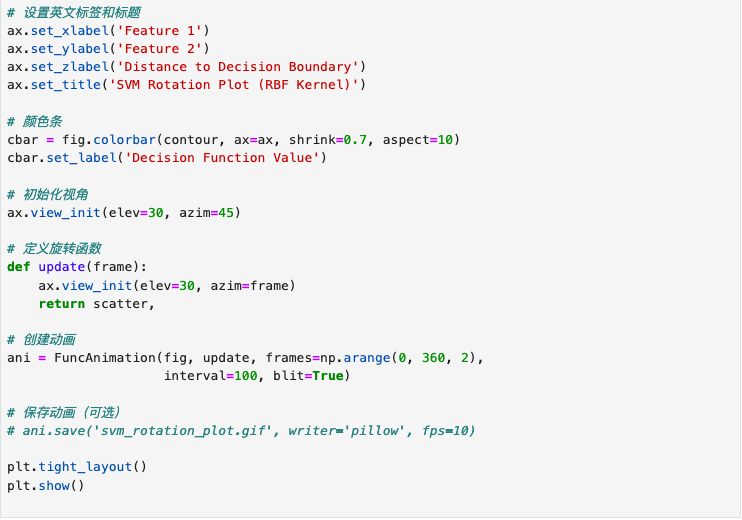 # 设置英文标签和标题
ax.set_xlabel('Feature 1')
ax.set_ylabel('Feature 2')
ax.set_zlabel('Distance to Decision Boundary')
ax.set_title('SVM Rotation Plot (RBF Kernel)')

# 颜色条
cbar = fig.colorbar(contour, ax=ax, shrink=0.7, aspect=10)
cbar.set_label('Decision Function Value')

# 初始化视角
ax.view_init(elev=30, azim=45)

# 定义旋转函数
def update(frame):
    ax.view_init(elev=30, azim=frame)
    return scatter,

# 创建动画
ani = FuncAnimation(fig, update, frames=np.arange(0, 360, 2),
                    interval=100, blit=True)

# 保存动画（可选）
# ani.save('svm_rotation_plot.gif', writer='pillow', fps=10)

plt.tight_layout()
plt.show()